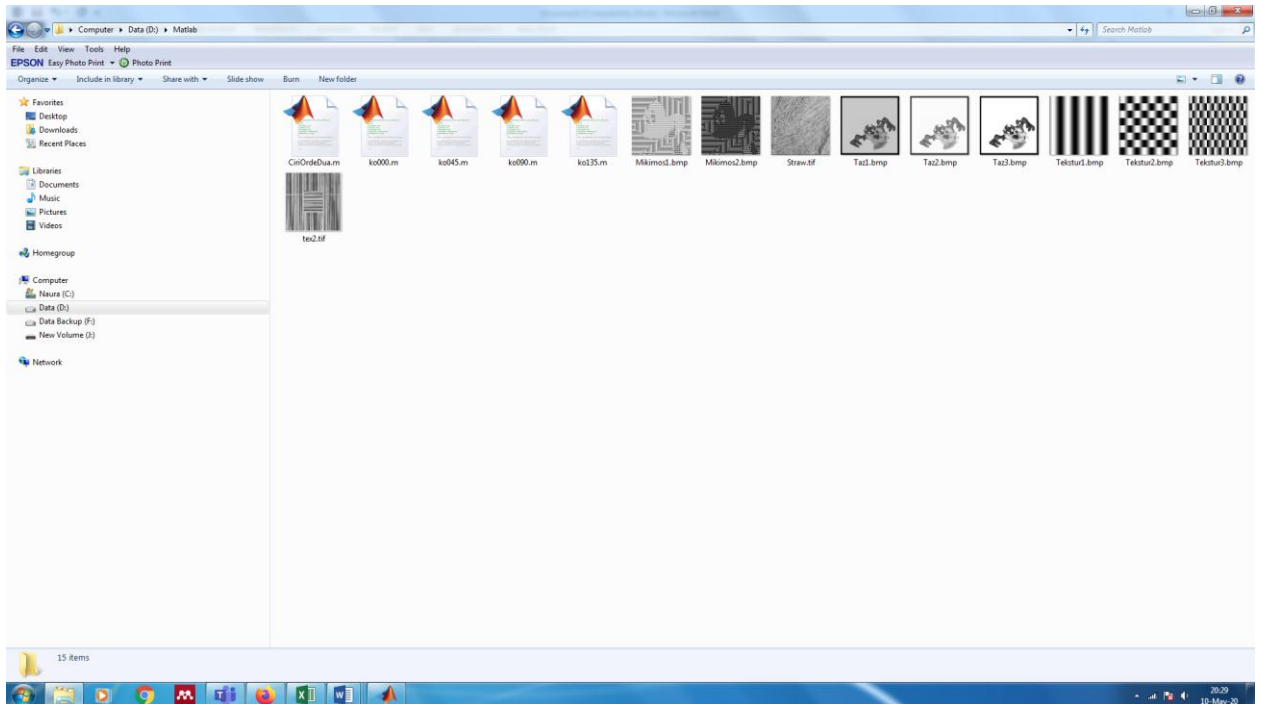 Computer ▸ Data (D:) ▸ Matlab
Search Matlab
File Edit View Tools Help
EPSON Easy Photo Print Photo Print
Organize Include in library Share with Slide show Burn New folder
Favorites
Desktop
Downloads
Recent Places
Libraries
Documents
Music
Pictures
Videos
Homegroup
Computer
Naura (C:)
Data (D:)
Data Backup (F:)
New Volume (J:)
Network
CiriOrdeDua.m ko000.m ko045.m ko090.m ko135.m Mikimos1.bmp Mikimos2.bmp Straw.tif Taz1.bmp Taz2.bmp Taz3.bmp Tekstur1.bmp Tekstur2.bmp Tekstur3.bmp
tex2.tif
15 items
20:29
10-May-20